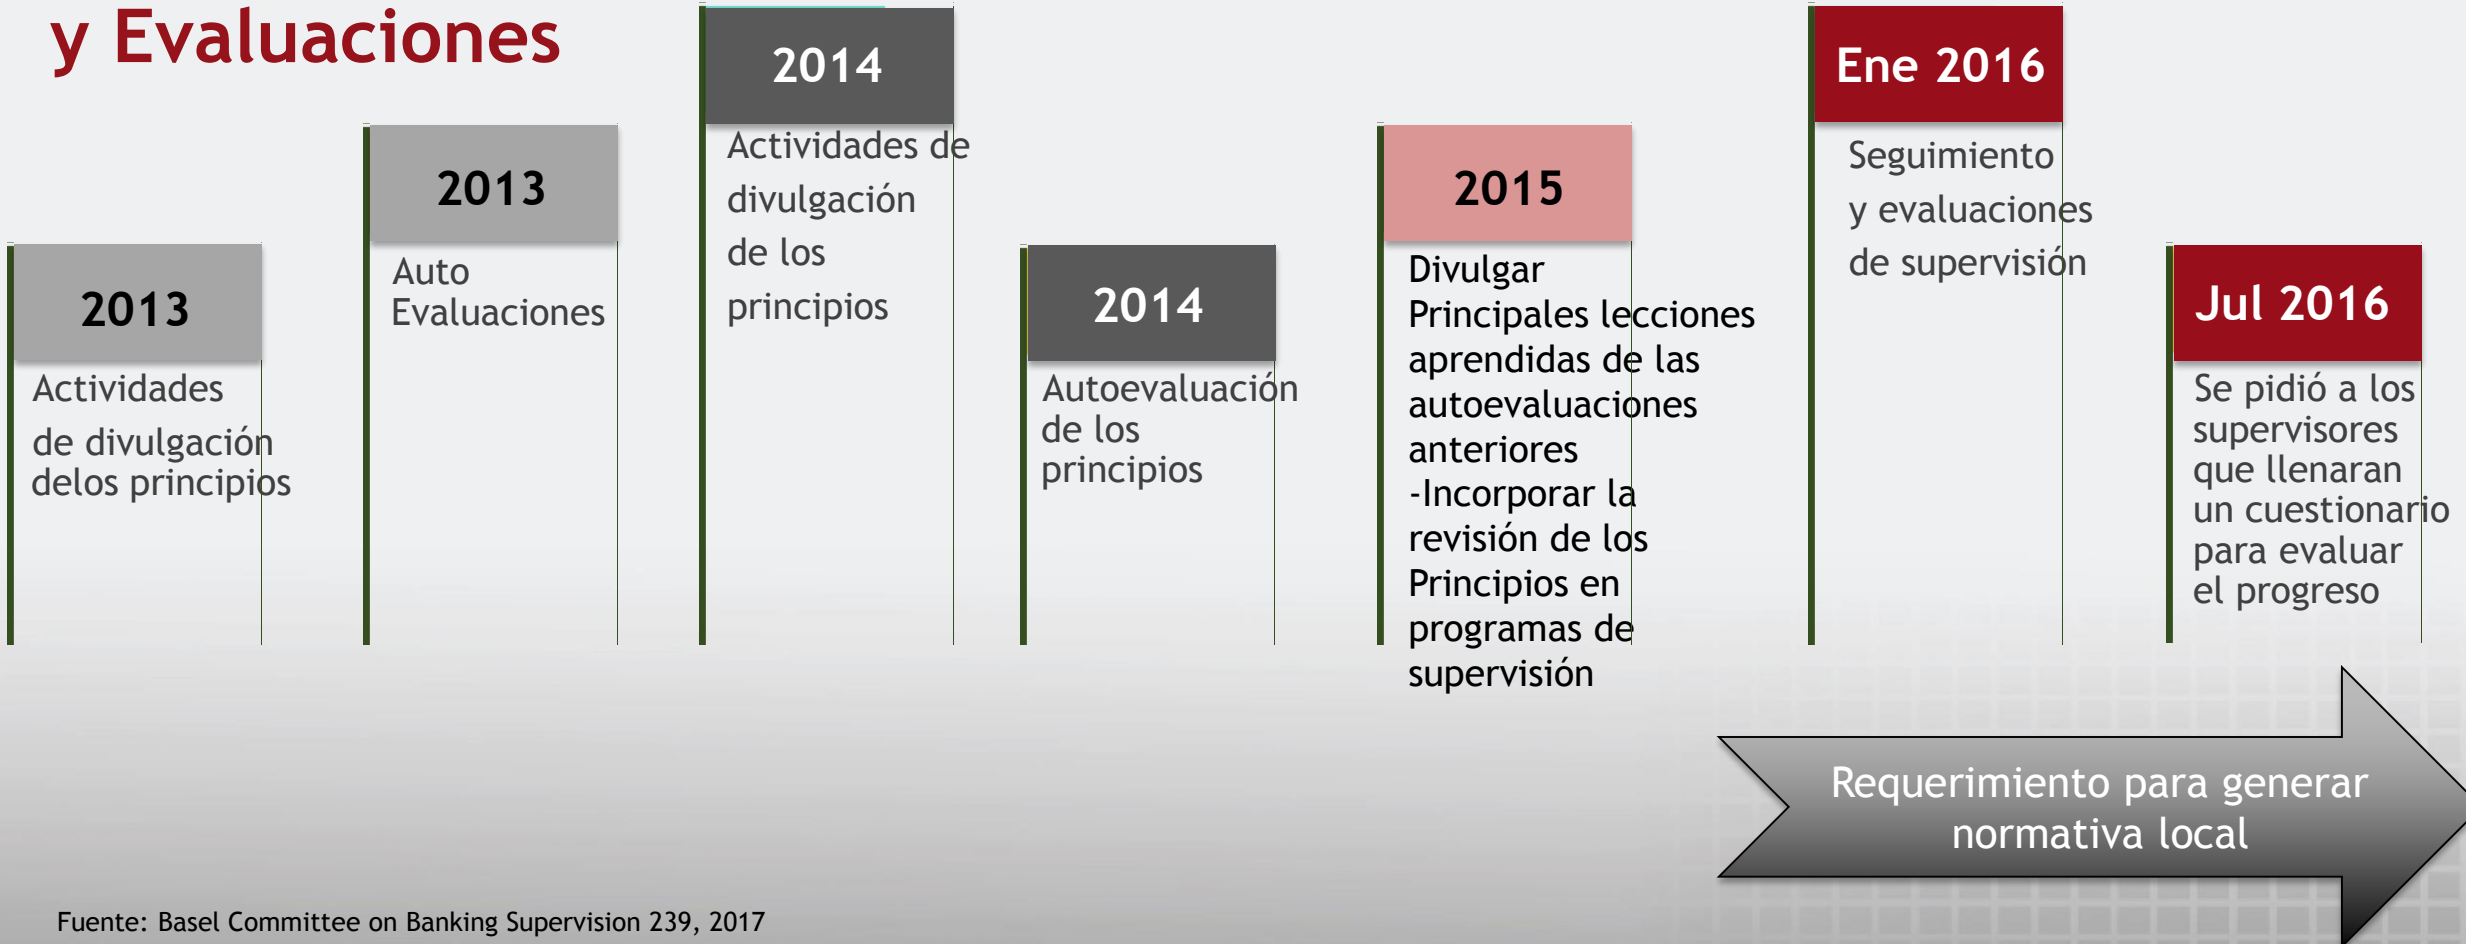 y Evaluaciones
2013
Actividades
de divulgación
delos principios
2013
Auto
Evaluaciones
2014
Actividades de
divulgación
de los
principios
2014
Autoevaluación
de los
principios
2015
Divulgar
Principales lecciones
aprendidas de las
autoevaluaciones
anteriores
-Incorporar la
revisión de los
Principios en
programas de
supervisión
Ene 2016
Seguimiento
y evaluaciones
de supervisión
Jul 2016
Se pidió a los
supervisores
que llenaran
un cuestionario
para evaluar
el progreso
Requerimiento para generar
normativa local
Fuente: Basel Committee on Banking Supervision 239, 2017